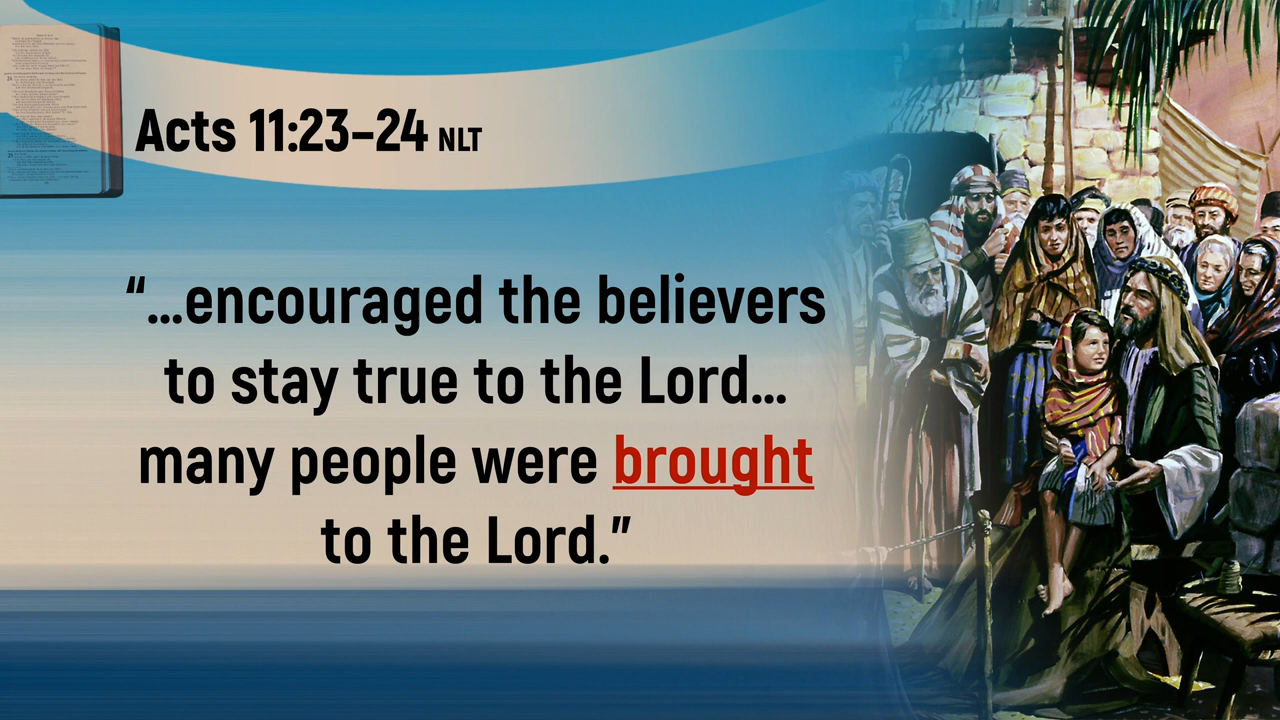 Acts 11:23–24 NLT
“…encouraged the believers
to stay true to the Lord…
many people were brought
to the Lord.”